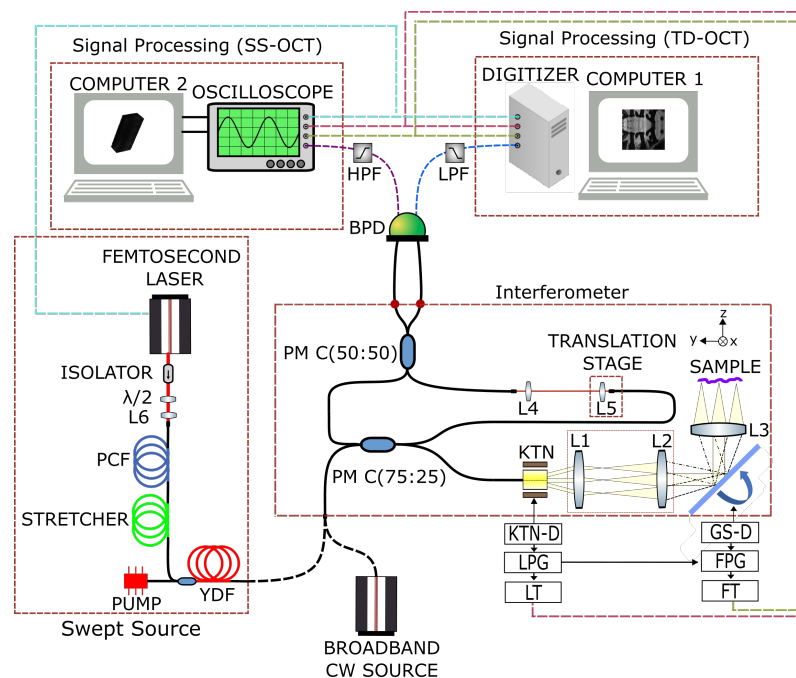 Signal Processing (SS-OCT)
Signal Processing (TD-OCT)
COMPUTER 2
OSCILLOSCOPE
DIGITIZER
COMPUTER 1
HPF
LPF
BPD
FEMTOSECOND
LASER
ISOLATOR
λ/2
L6
PCF
STRETCHER
PUMP
YDF
Swept Source
Interferometer
PM C(50:50)
TRANSLATION
STAGE
L4
L5
z
y
x
SAMPLE
L3
PM C(75:25)
KTN
L1
L2
KTN-D
LPG
LT
GS-D
FPG
FT
BROADBAND
CW SOURCE